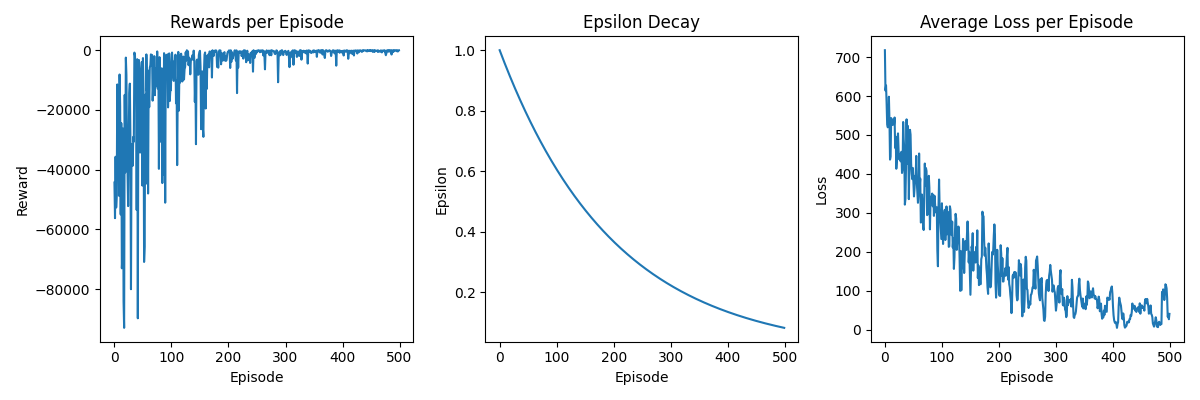 Rewards per Episode
0
−20000
−40000
−60000
−80000
Reward
0 100 200 300 400 500
Episode
Epsilon Decay
1.0
0.8
0.6
0.4
0.2
Epsilon
0 100 200 300 400 500
Episode
Average Loss per Episode
700
600
500
400
300
200
100
0
Loss
0 100 200 300 400 500
Episode